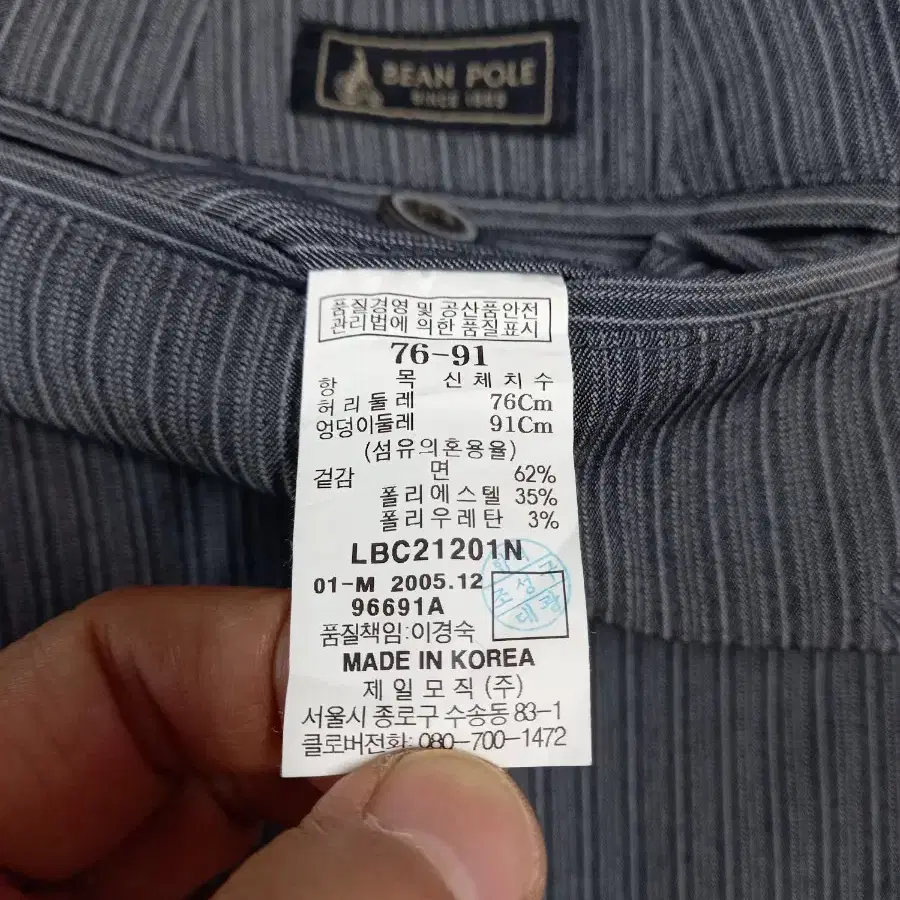 BEAN POLE
SINCE 1989
품질경영 및 공산품안전
관리법에 의한 품질표시
76-91
항 목 신체치수
허리둘레 76Cm
엉덩이둘레 91Cm
(섬유의혼용율)
겉감 면 62%
폴리에스텔 35%
폴리우레탄 3%
LBC21201N
01-M 2005.12
96691A
품질책임:이경숙
MADE IN KOREA
제일모직(주)
서울시 종로구 수송동 83-1
클로버전화: 080-700-1472